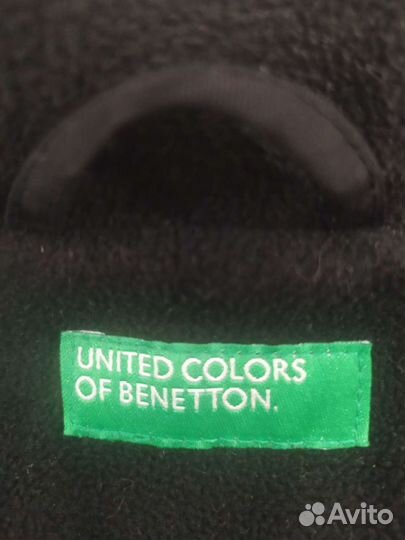 UNITED COLORS
OF BENETTON.
Avito